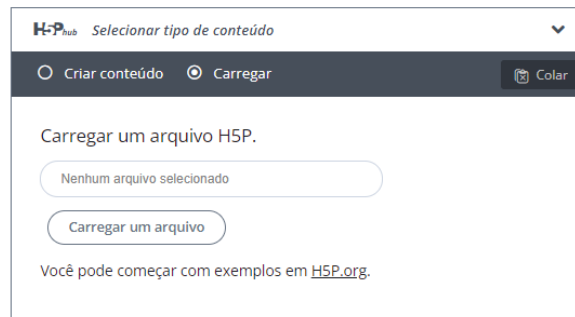 H5P hub Selecionar tipo de conteúdo
Criar conteúdo Carregar Colar
Carregar um arquivo H5P.
Nenhum arquivo selecionado
Carregar um arquivo
Você pode começar com exemplos em H5P.org.